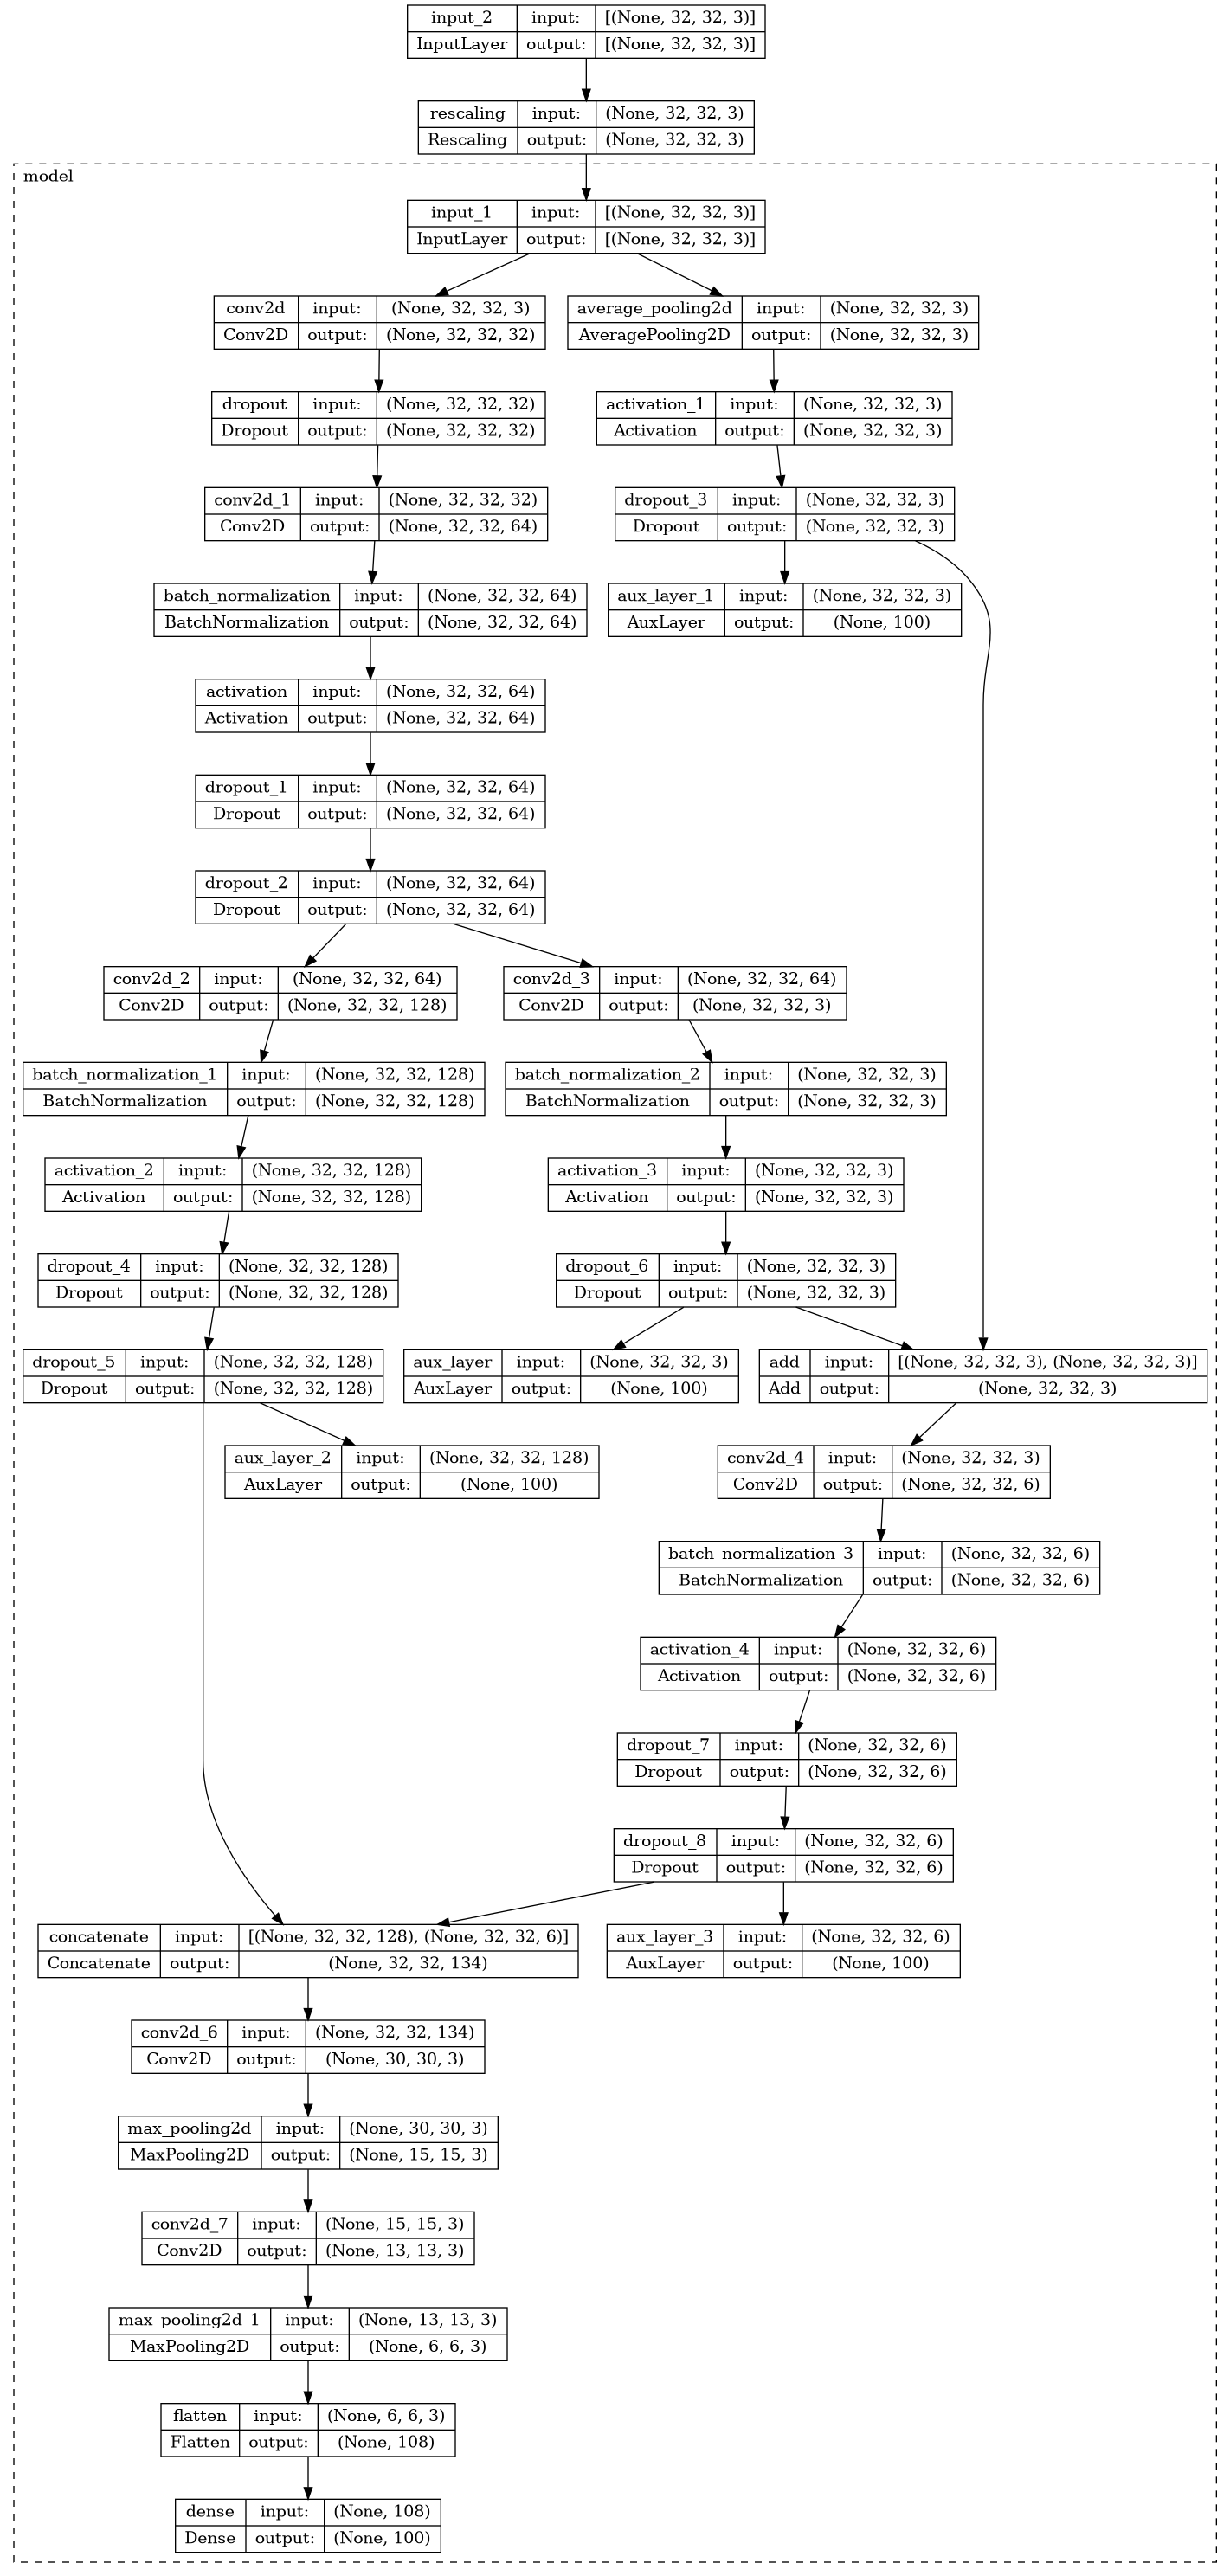 input_2 input: [(None, 32, 32, 3)]
InputLayer output: [(None, 32, 32, 3)]
rescaling input: (None, 32, 32, 3)
Rescaling output: (None, 32, 32, 3)
model
input_1 input: [(None, 32, 32, 3)]
InputLayer output: [(None, 32, 32, 3)]
conv2d input: (None, 32, 32, 3)
Conv2D output: (None, 32, 32, 32)
average_pooling2d input: (None, 32, 32, 3)
AveragePooling2D output: (None, 32, 32, 3)
dropout input: (None, 32, 32, 32)
Dropout output: (None, 32, 32, 32)
activation_1 input: (None, 32, 32, 3)
Activation output: (None, 32, 32, 3)
conv2d_1 input: (None, 32, 32, 32)
Conv2D output: (None, 32, 32, 64)
dropout_3 input: (None, 32, 32, 3)
Dropout output: (None, 32, 32, 3)
batch_normalization input: (None, 32, 32, 64)
BatchNormalization output: (None, 32, 32, 64)
aux_layer_1 input: (None, 32, 32, 3)
AuxLayer output: (None, 100)
activation input: (None, 32, 32, 64)
Activation output: (None, 32, 32, 64)
dropout_1 input: (None, 32, 32, 64)
Dropout output: (None, 32, 32, 64)
dropout_2 input: (None, 32, 32, 64)
Dropout output: (None, 32, 32, 64)
conv2d_2 input: (None, 32, 32, 64)
Conv2D output: (None, 32, 32, 128)
conv2d_3 input: (None, 32, 32, 64)
Conv2D output: (None, 32, 32, 3)
batch_normalization_1 input: (None, 32, 32, 128)
BatchNormalization output: (None, 32, 32, 128)
batch_normalization_2 input: (None, 32, 32, 3)
BatchNormalization output: (None, 32, 32, 3)
activation_2 input: (None, 32, 32, 128)
Activation output: (None, 32, 32, 128)
activation_3 input: (None, 32, 32, 3)
Activation output: (None, 32, 32, 3)
dropout_4 input: (None, 32, 32, 128)
Dropout output: (None, 32, 32, 128)
dropout_6 input: (None, 32, 32, 3)
Dropout output: (None, 32, 32, 3)
dropout_5 input: (None, 32, 32, 128)
Dropout output: (None, 32, 32, 128)
aux_layer input: (None, 32, 32, 3)
AuxLayer output: (None, 100)
add input: [(None, 32, 32, 3), (None, 32, 32, 3)]
Add output: (None, 32, 32, 3)
aux_layer_2 input: (None, 32, 32, 128)
AuxLayer output: (None, 100)
conv2d_4 input: (None, 32, 32, 3)
Conv2D output: (None, 32, 32, 6)
batch_normalization_3 input: (None, 32, 32, 6)
BatchNormalization output: (None, 32, 32, 6)
activation_4 input: (None, 32, 32, 6)
Activation output: (None, 32, 32, 6)
dropout_7 input: (None, 32, 32, 6)
Dropout output: (None, 32, 32, 6)
dropout_8 input: (None, 32, 32, 6)
Dropout output: (None, 32, 32, 6)
concatenate input: [(None, 32, 32, 128), (None, 32, 32, 6)]
Concatenate output: (None, 32, 32, 134)
aux_layer_3 input: (None, 32, 32, 6)
AuxLayer output: (None, 100)
conv2d_6 input: (None, 32, 32, 134)
Conv2D output: (None, 30, 30, 3)
max_pooling2d input: (None, 30, 30, 3)
MaxPooling2D output: (None, 15, 15, 3)
conv2d_7 input: (None, 15, 15, 3)
Conv2D output: (None, 13, 13, 3)
max_pooling2d_1 input: (None, 13, 13, 3)
MaxPooling2D output: (None, 6, 6, 3)
flatten input: (None, 6, 6, 3)
Flatten output: (None, 108)
dense input: (None, 108)
Dense output: (None, 100)